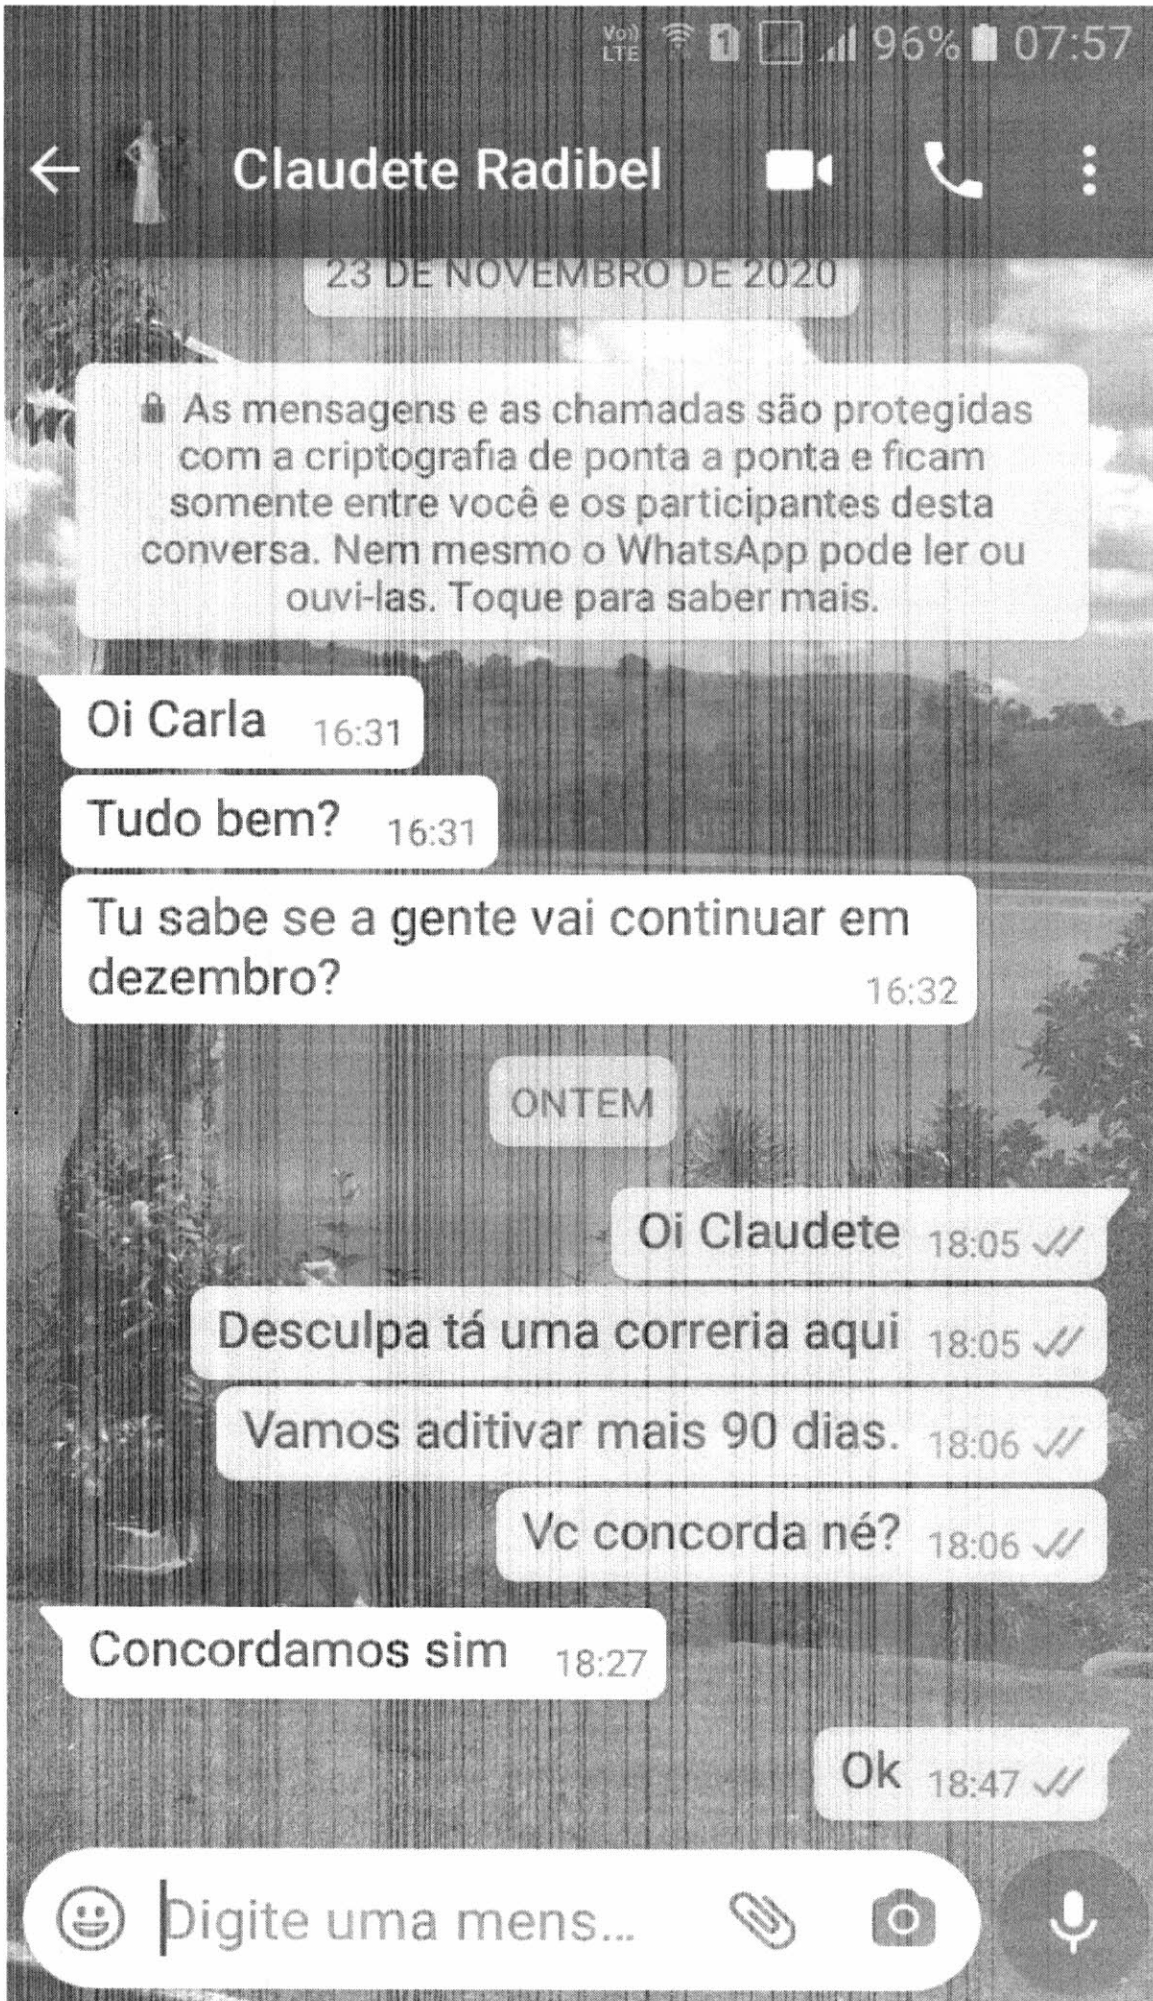 Vo))
LTE
1
96%
07:57
Claudete Radibel
23 DE NOVEMBRO DE 2020
As mensagens e as chamadas são protegidas
com a criptografia de ponta a ponta e ficam
somente entre você e os participantes desta
conversa. Nem mesmo o WhatsApp pode ler ou
ouvi-las. Toque para saber mais.
Oi Carla 16:31
Tudo bem? 16:31
Tu sabe se a gente vai continuar em
dezembro? 16:32
ONTEM
Oi Claudete 18:05
Desculpa tá uma correria aqui 18:05
Vamos aditivar mais 90 dias. 18:06
Vc concorda né? 18:06
Concordamos sim 18:27
Ok 18:47
Digite uma mens...